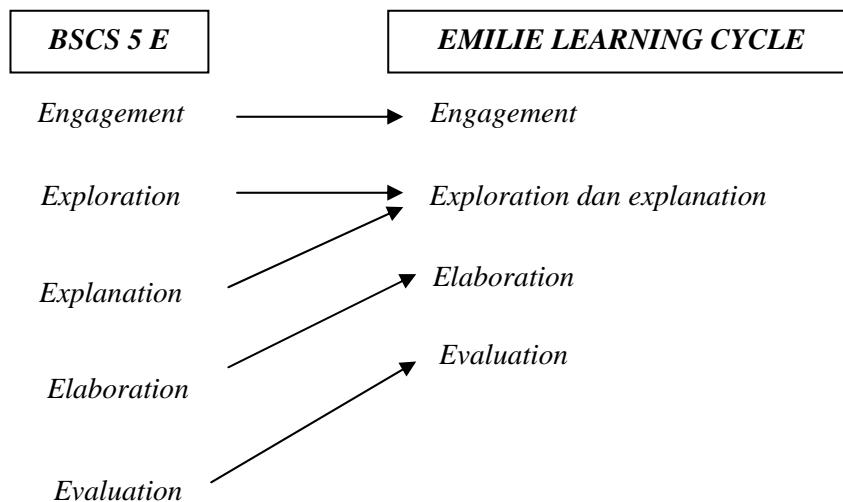 BSCS 5 E
EMILIE LEARNING CYCLE
Engagement
Engagement
Exploration
Exploration dan explanation
Explanation
Elaboration
Elaboration
Evaluation
Evaluation